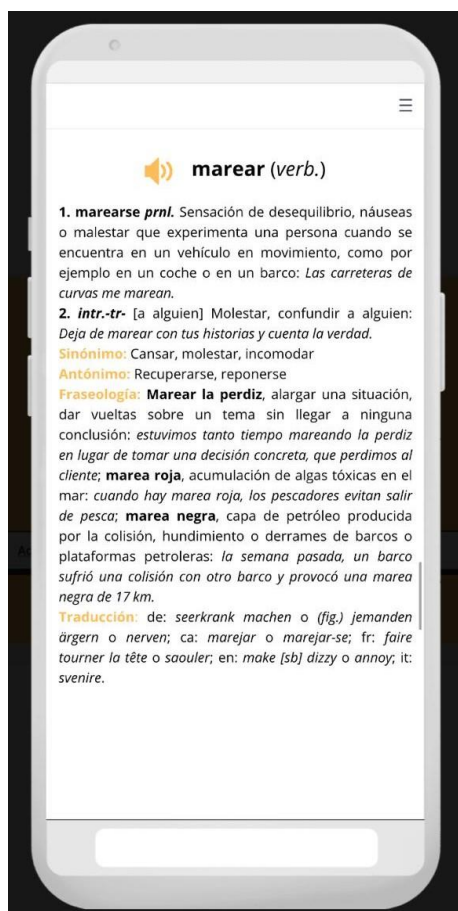 marear (verb.)
1. marearse prnl. Sensación de desequilibrio, náuseas
o malestar que experimenta una persona cuando se
encuentra en un vehículo en movimiento, como por
ejemplo en un coche o en un barco: Las carreteras de
curvas me marean.
2. intr.-tr- [a alguien] Molestar, confundir a alguien:
Deja de marear con tus historias y cuenta la verdad.
Sinónimo: Cansar, molestar, incomodar
Antónimo: Recuperarse, reponerse
Fraseología: Marear la perdiz, alargar una situación,
dar vueltas sobre un tema sin llegar a ninguna
conclusión: estuvimos tanto tiempo mareando la perdiz
en lugar de tomar una decisión concreta, que perdimos al
cliente; marea roja, acumulación de algas tóxicas en el
mar: cuando hay marea roja, los pescadores evitan salir
de pesca; marea negra, capa de petróleo producida
por la colisión, hundimiento o derrames de barcos o
plataformas petroleras: la semana pasada, un barco
sufrió una colisión con otro barco y provocó una marea
negra de 17 km.
Traducción: de: seerkrank machen o (fig.) jemanden
ärgern o nerven; ca: marejar o marejar-se; fr: faire
tourner la tête o saouler; en: make [sb] dizzy o annoy; it:
svenire.